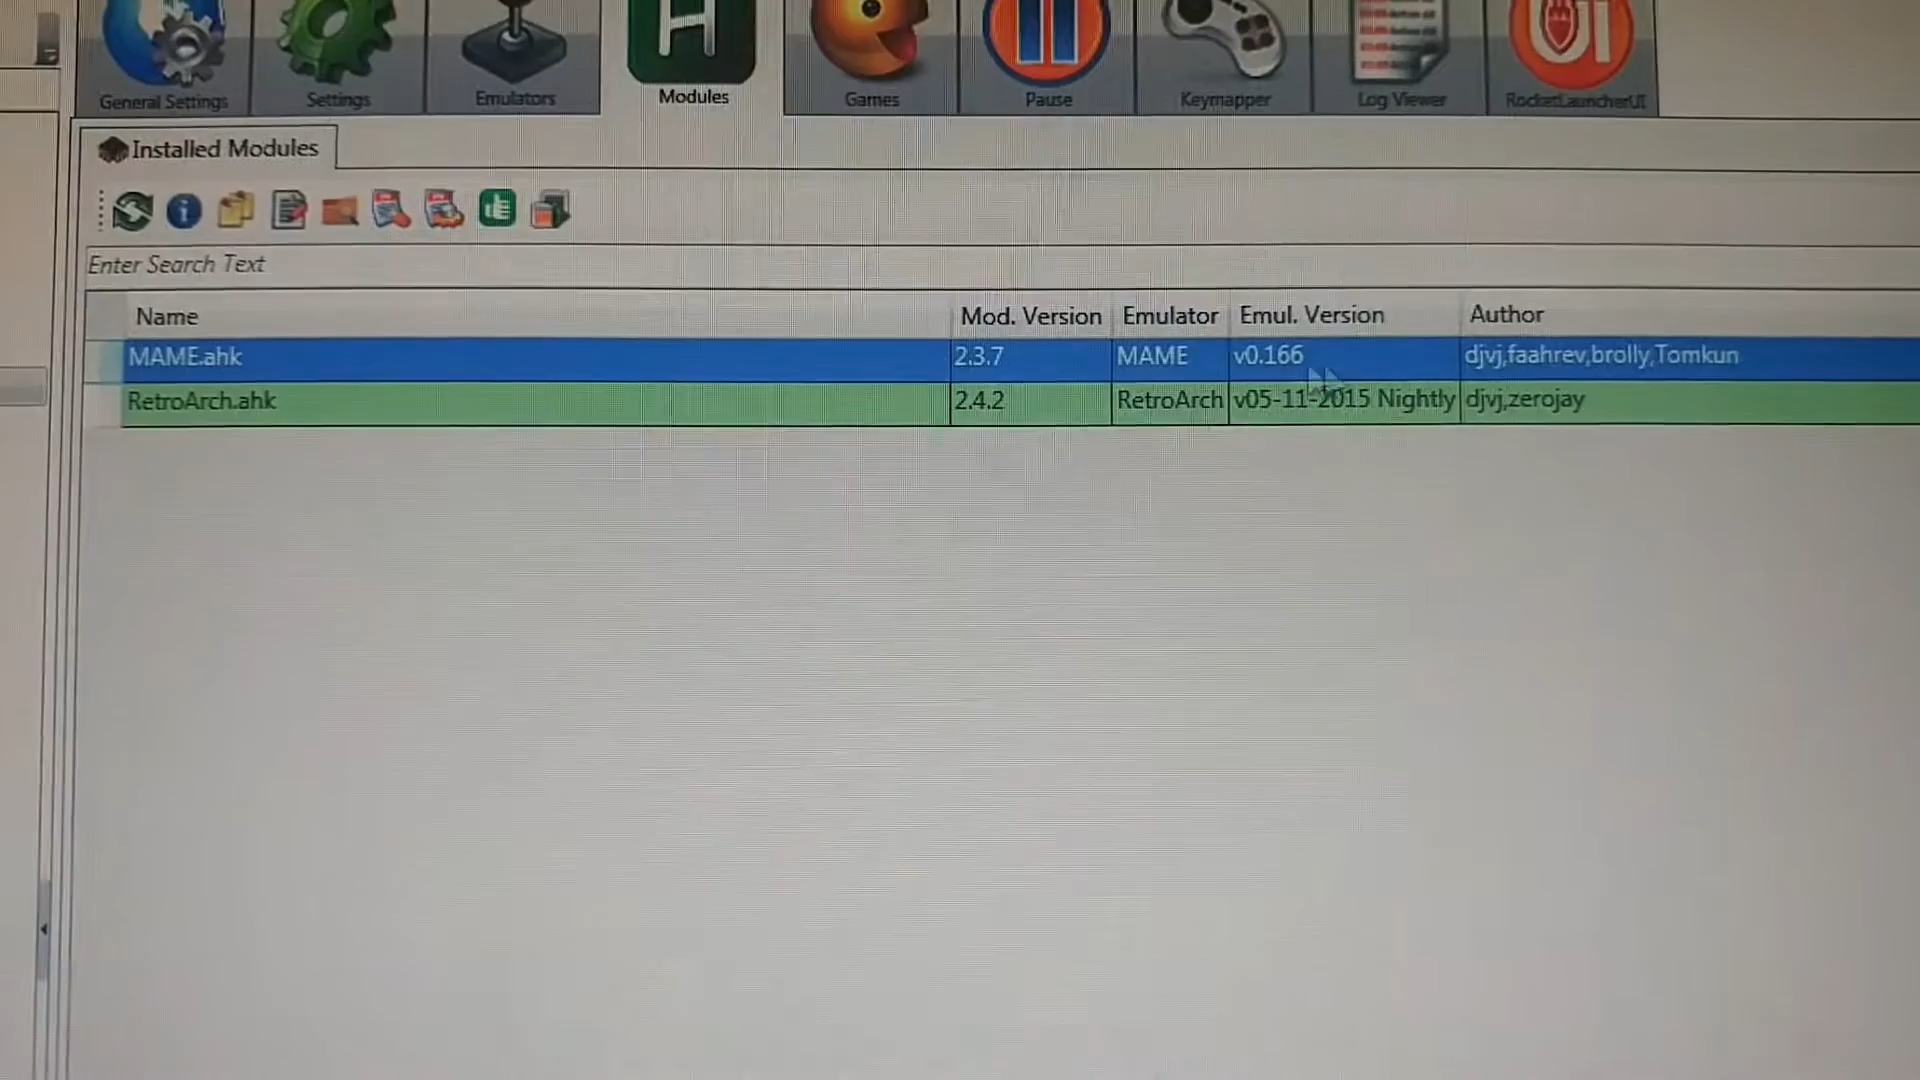 General Settings Settings Emulators Modules Games Pause Keymapper Log Viewer RocketLauncherUI
Installed Modules
Enter Search Text
Name Mod. Version Emulator Emul. Version Author
MAME.ahk 2.3.7 MAME v0.166 djvj,faahrev,brolly,Tomkun
RetroArch.ahk 2.4.2 RetroArch v05-11-2015 Nightly djvj,zerojay